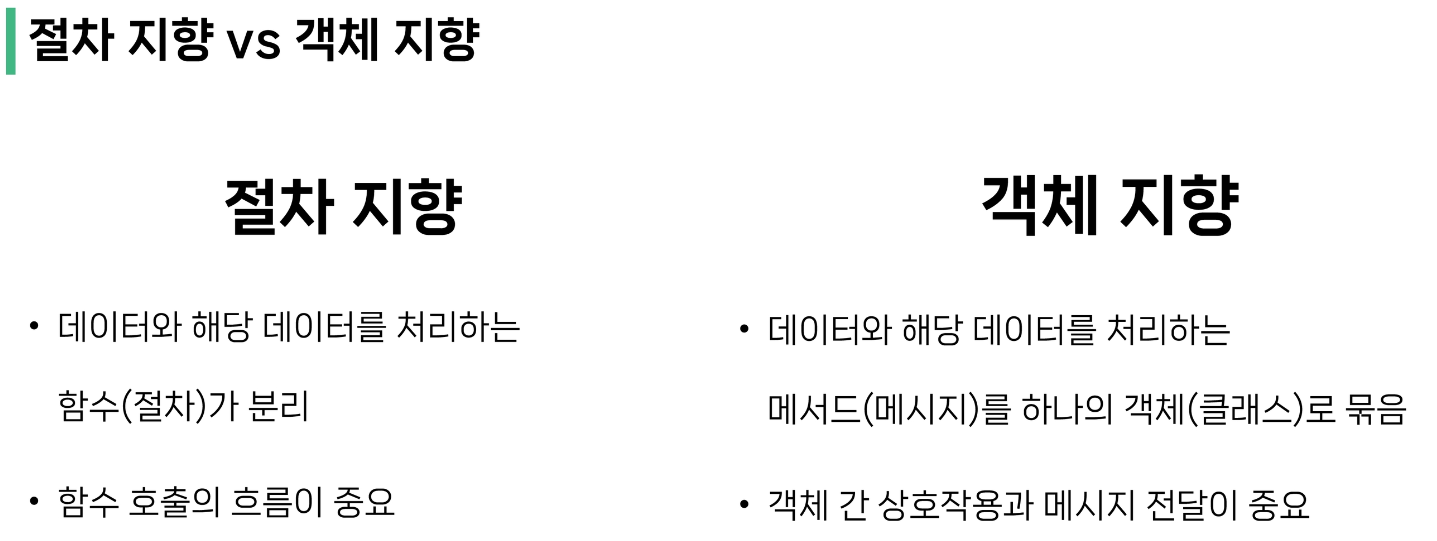 절차 지향 vs 객체 지향
절차 지향
• 데이터와 해당 데이터를 처리하는
함수(절차)가 분리
• 함수 호출의 흐름이 중요
객체 지향
• 데이터와 해당 데이터를 처리하는
메서드(메시지)를 하나의 객체(클래스)로 묶음
• 객체 간 상호작용과 메시지 전달이 중요